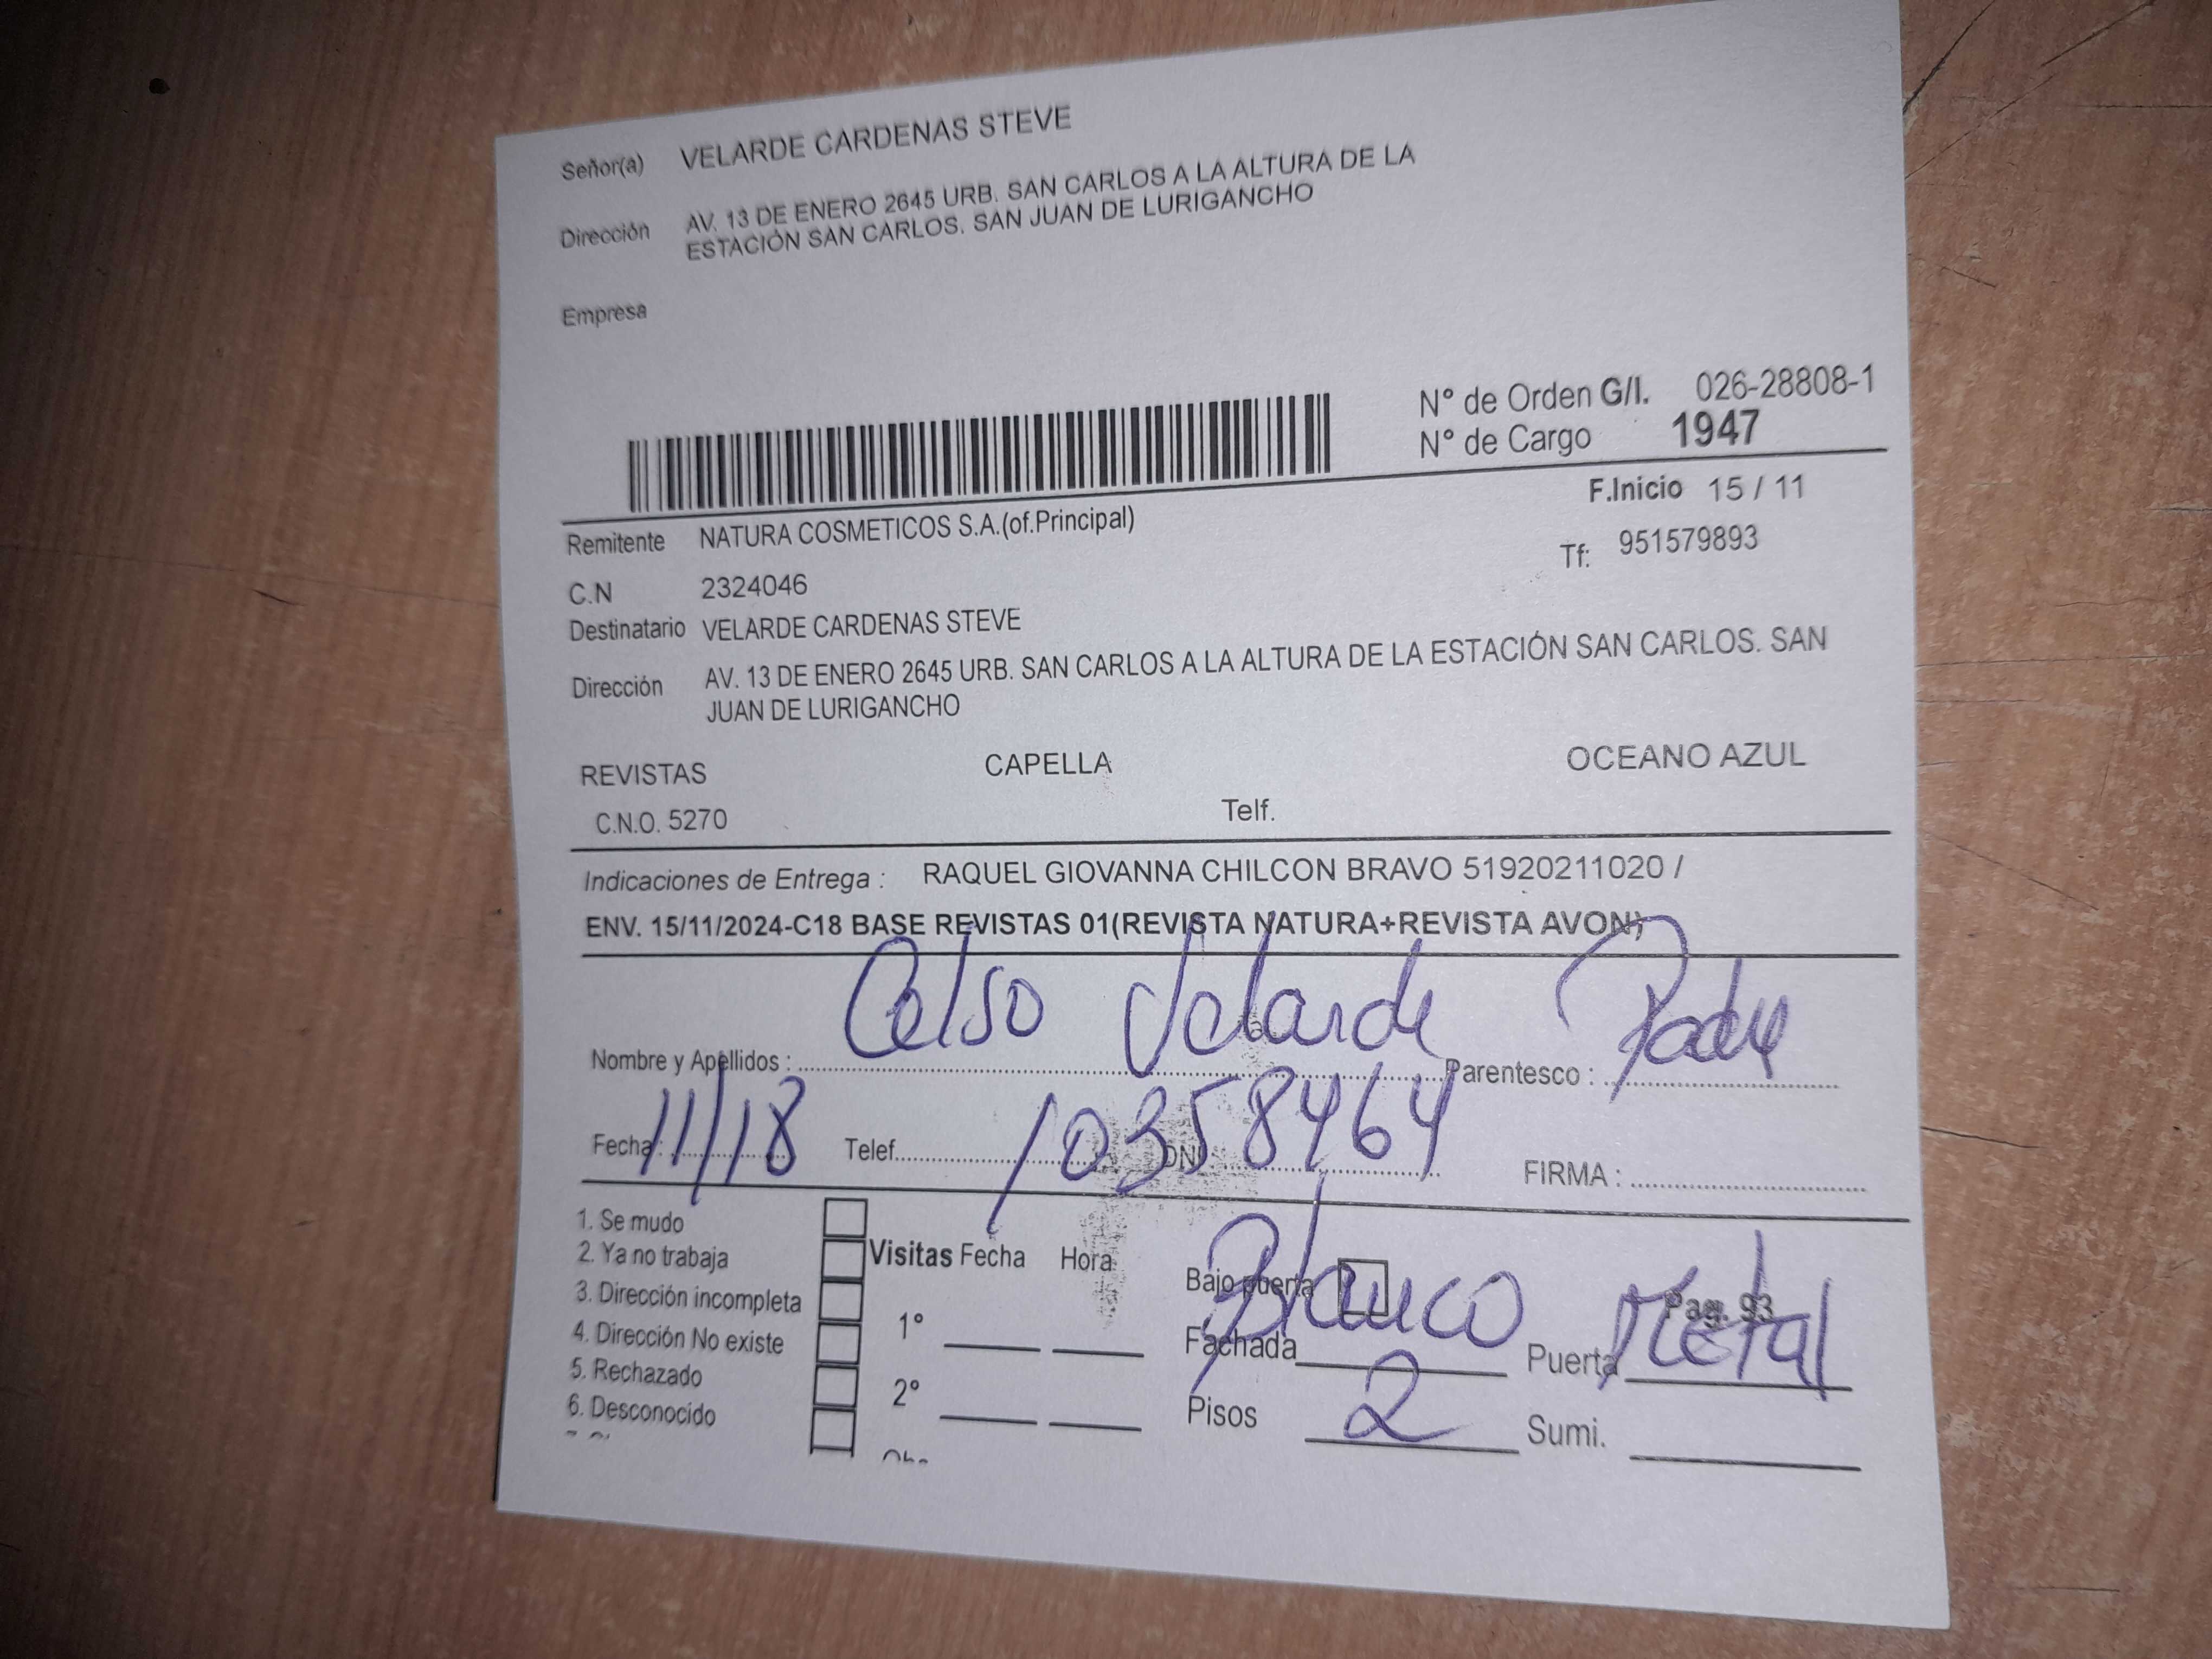 Señor(a) VELARDE CARDENAS STEVE
Dirección AV. 13 DE ENERO 2645 URB. SAN CARLOS A LA ALTURA DE LA
ESTACIÓN SAN CARLOS. SAN JUAN DE LURIGANCHO
Empresa
N° de Orden G/I. 026-28808-1
N° de Cargo 1947
F.Inicio 15 / 11
Remitente NATURA COSMETICOS S.A.(of.Principal)
Tf: 951579893
C.N 2324046
Destinatario VELARDE CARDENAS STEVE
Dirección AV. 13 DE ENERO 2645 URB. SAN CARLOS A LA ALTURA DE LA ESTACIÓN SAN CARLOS. SAN
JUAN DE LURIGANCHO
REVISTAS CAPELLA OCEANO AZUL
C.N.O. 5270 Telf.
Indicaciones de Entrega : RAQUEL GIOVANNA CHILCON BRAVO 51920211020 /
ENV. 15/11/2024-C18 BASE REVISTAS 01(REVISTA NATURA+REVISTA AVON)
Nombre y Apellidos : Celso Velarde Parentesco : Padre
Fecha : 11/18 Telef. DNI 10358464 FIRMA :
1. Se mudo
2. Ya no trabaja
3. Dirección incompleta
4. Dirección No existe
5. Rechazado
6. Desconocido
Visitas Fecha Hora
1°
2°
Bajo puerta
Pag. 93
Fachada Blanco Puerta Metal
Pisos 2 Sumi.